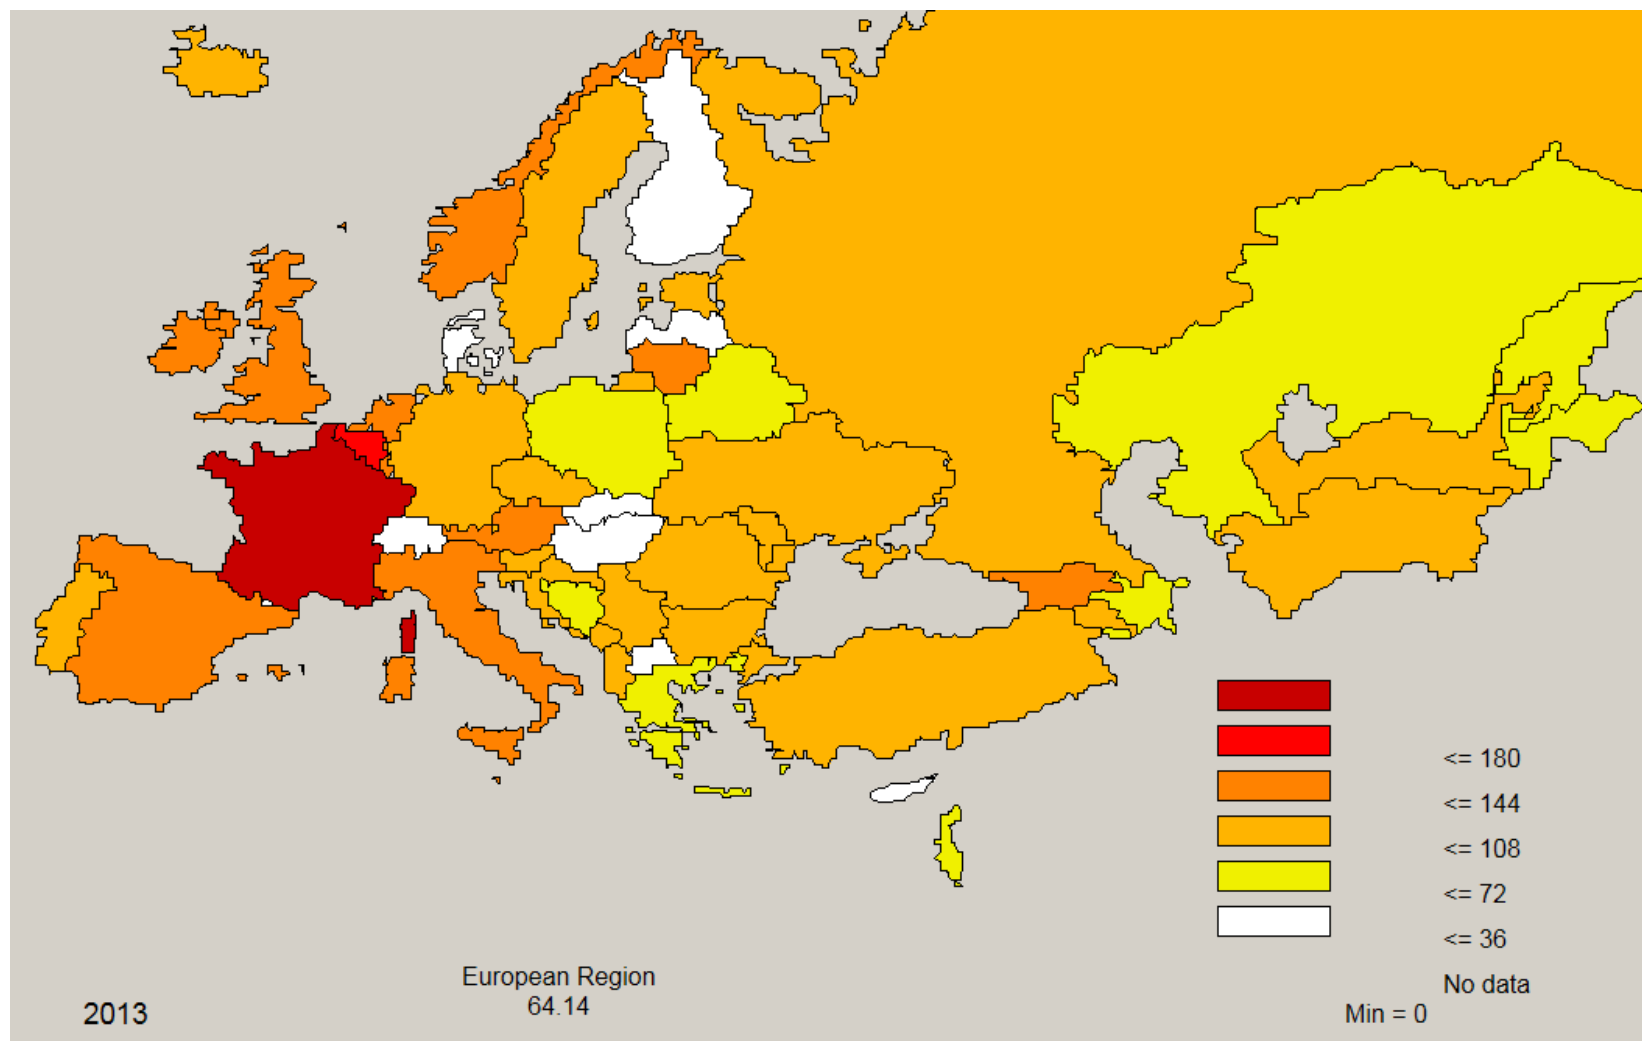 <= 180
<= 144
<= 108
<= 72
<= 36
No data
European Region
64.14
2013
Min = 0